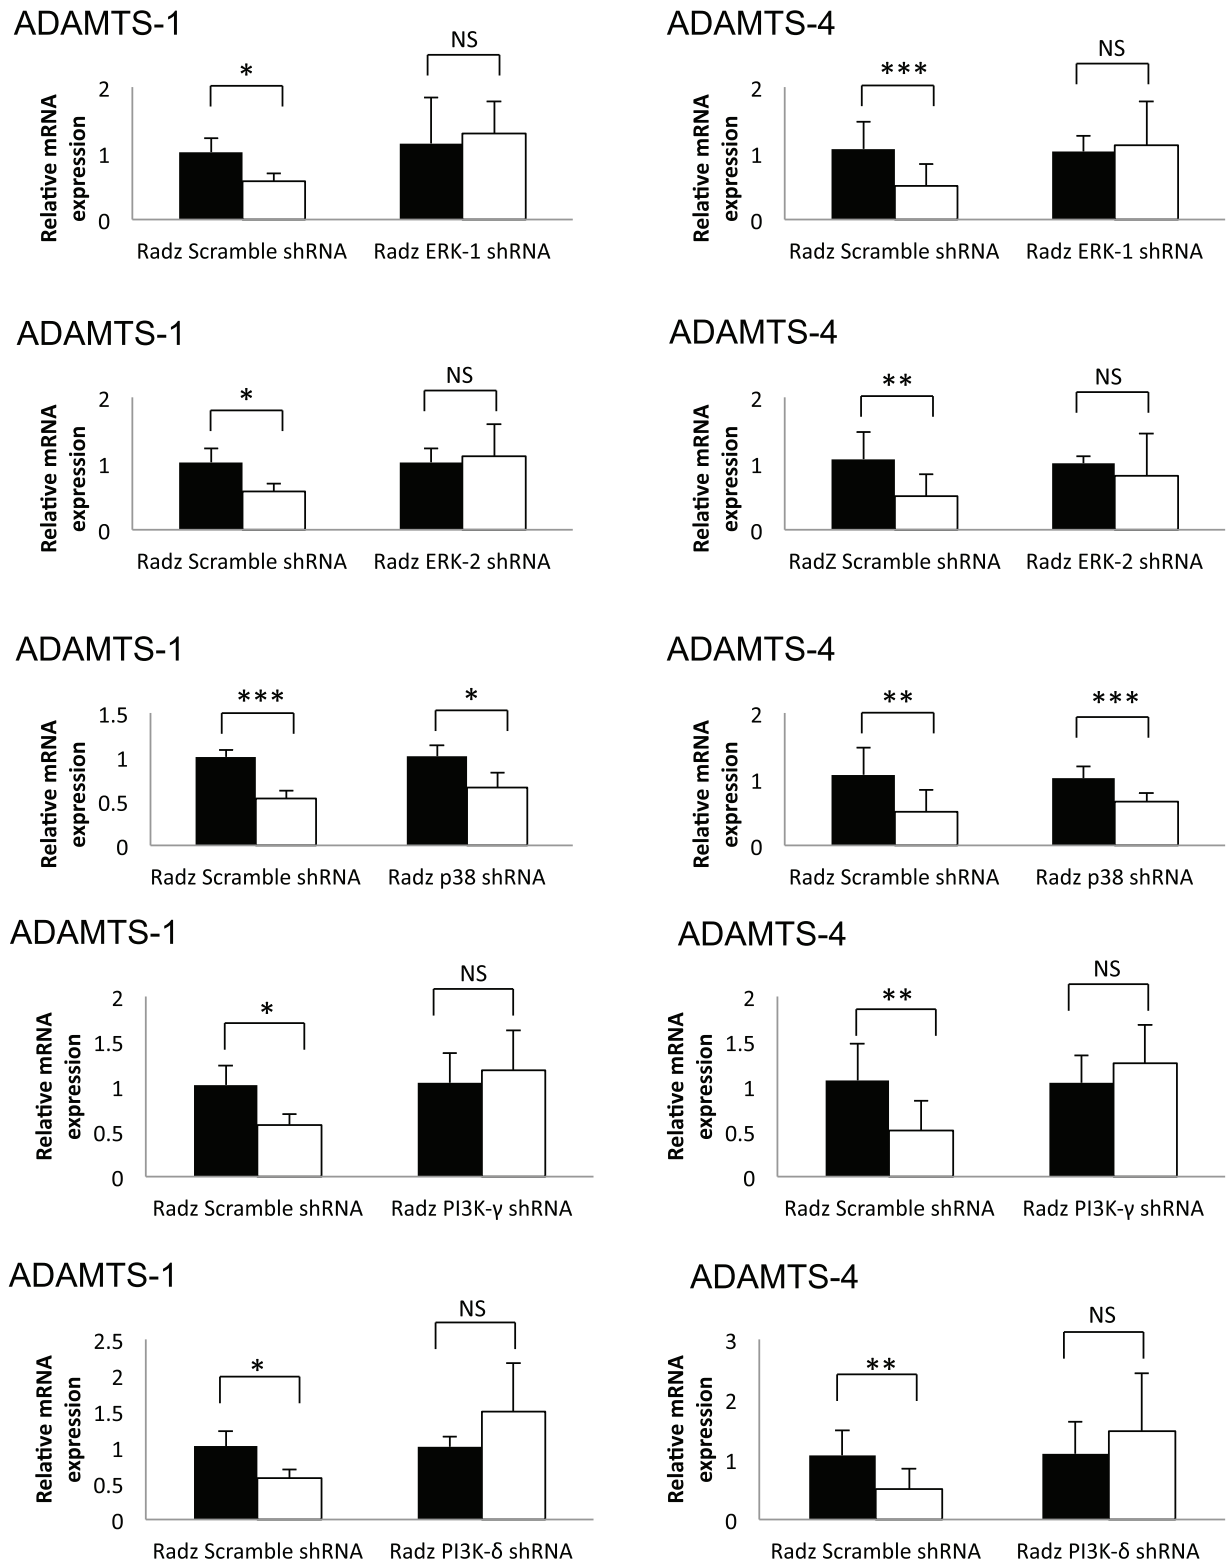 ADAMTS-1
NS
*
2
1
0
Relative mRNA
expression
Radz Scramble shRNA
Radz ERK-1 shRNA
ADAMTS-4
NS
***
2
1
0
Relative mRNA
expression
Radz Scramble shRNA
Radz ERK-1 shRNA
ADAMTS-1
NS
*
2
1
0
Relative mRNA
expression
Radz Scramble shRNA
Radz ERK-2 shRNA
ADAMTS-4
NS
**
2
1
0
Relative mRNA
expression
RadZ Scramble shRNA
Radz ERK-2 shRNA
ADAMTS-1
***
*
1.5
1
0.5
0
Relative mRNA
expression
Radz Scramble shRNA
Radz p38 shRNA
ADAMTS-4
**
***
2
1
0
Relative mRNA
expression
Radz Scramble shRNA
Radz p38 shRNA
ADAMTS-1
NS
*
2
1.5
1
0.5
0
Relative mRNA
expression
Radz Scramble shRNA
Radz PI3K-γ shRNA
ADAMTS-4
NS
**
2
1.5
1
0.5
0
Relative mRNA
expression
Radz Scramble shRNA
Radz PI3K-γ shRNA
ADAMTS-1
NS
*
2.5
2
1.5
1
0.5
0
Relative mRNA
expression
Radz Scramble shRNA
Radz PI3K-δ shRNA
ADAMTS-4
NS
**
3
2
1
0
Relative mRNA
expression
Radz Scramble shRNA
Radz PI3K-δ shRNA